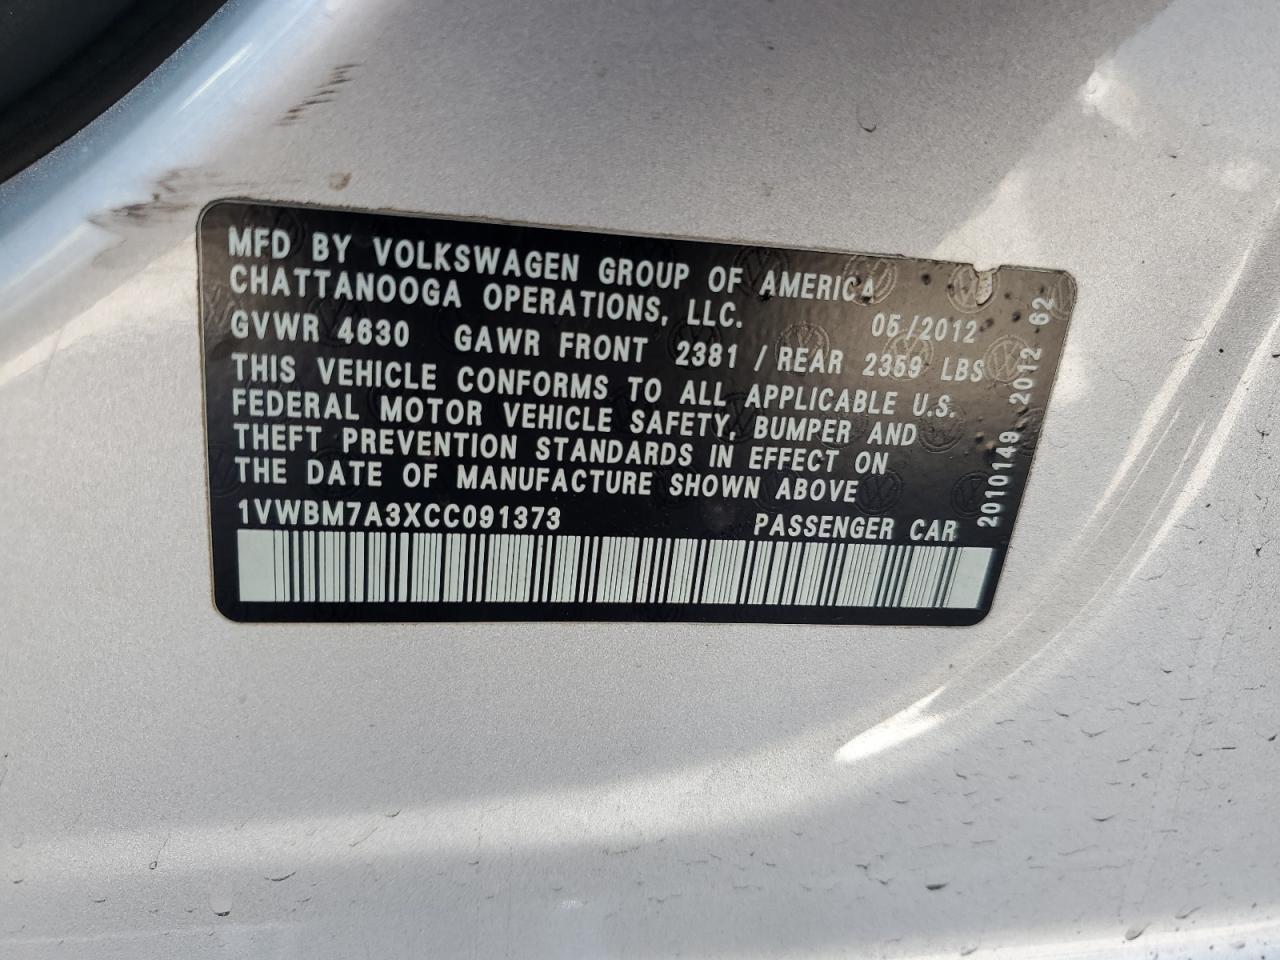 MFD BY VOLKSWAGEN GROUP OF AMERICA
CHATTANOOGA OPERATIONS, LLC. 05/2012
GVWR 4630 GAWR FRONT 2381 / REAR 2359 LBS
THIS VEHICLE CONFORMS TO ALL APPLICABLE U.S.
FEDERAL MOTOR VEHICLE SAFETY, BUMPER AND
THEFT PREVENTION STANDARDS IN EFFECT ON
THE DATE OF MANUFACTURE SHOWN ABOVE
1VWBM7A3XCC091373 PASSENGER CAR
2010149 2012 62